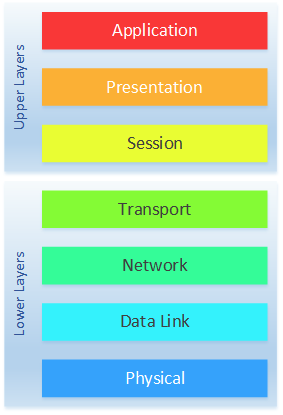 Upper Layers
Application
Presentation
Session
Lower Layers
Transport
Network
Data Link
Physical